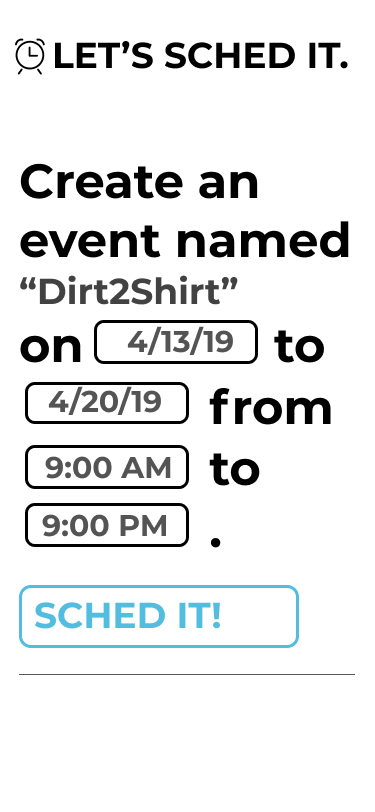 LET’S SCHED IT.
Create an
event named
“Dirt2Shirt”
on 4/13/19 to
4/20/19 from
9:00 AM to
9:00 PM .
SCHED IT!